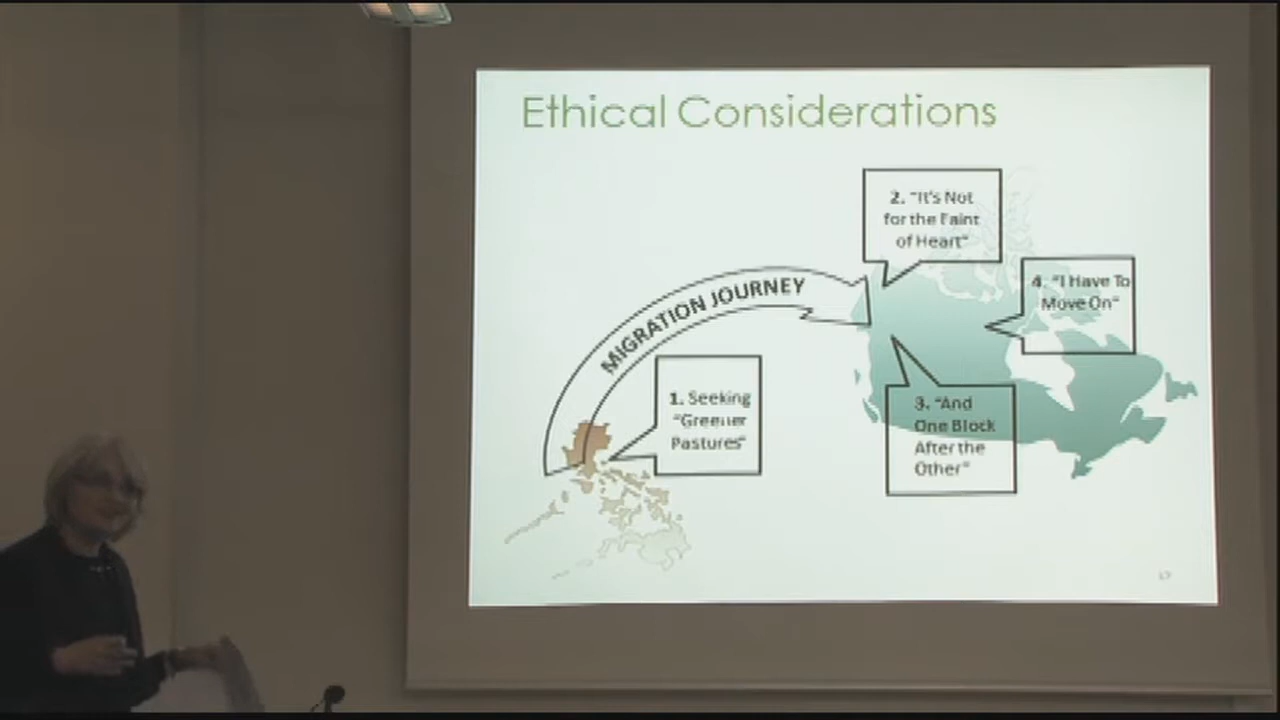 Ethical Considerations
2. "It's Not
for the Faint
of Heart"
4. "I Have To
Move On"
MIGRATION JOURNEY
1. Seeking
"Greener
Pastures"
3. "And
One Block
After the
Other"